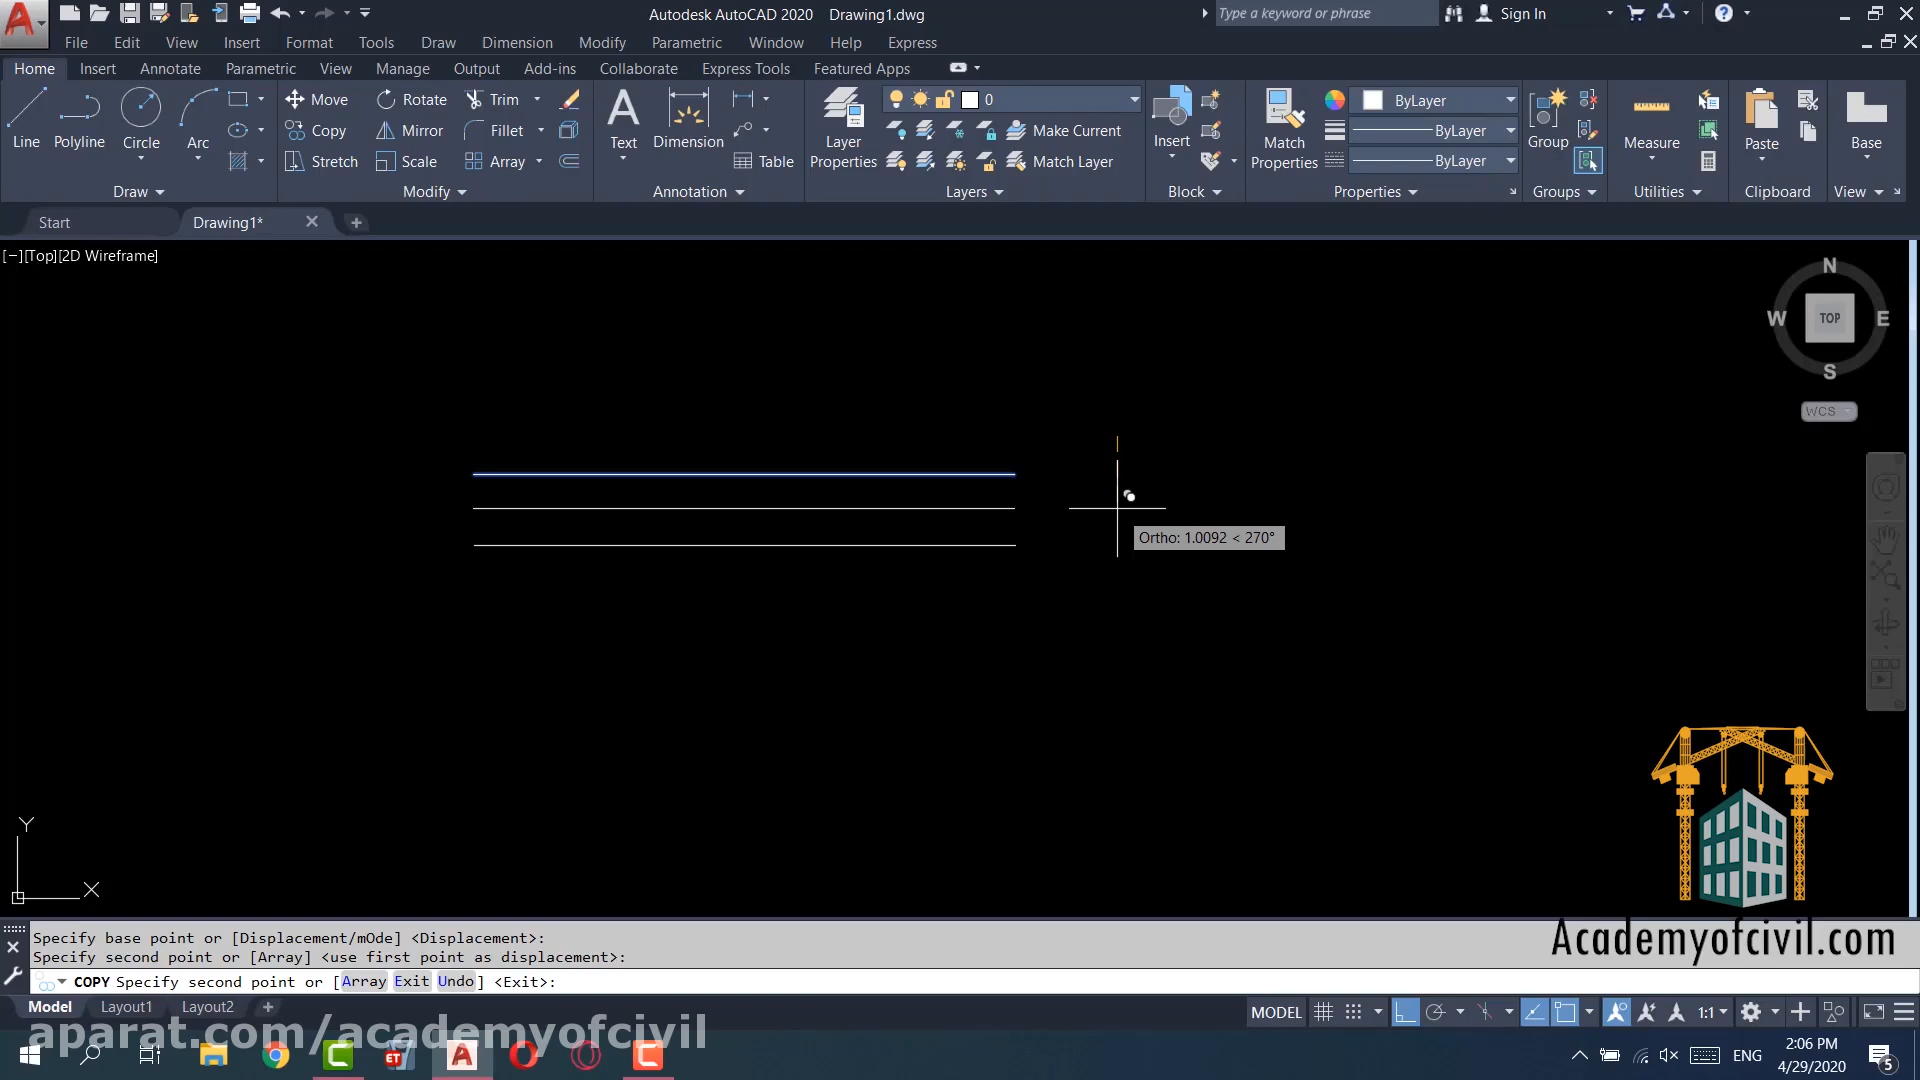 Autodesk AutoCAD 2020 Drawing1.dwg
Type a keyword or phrase
Sign In
File Edit View Insert Format Tools Draw Dimension Modify Parametric Window Help Express
Home Insert Annotate Parametric View Manage Output Add-ins Collaborate Express Tools Featured Apps
Move Rotate Trim
0
ByLayer
Copy Mirror Fillet
Make Current
ByLayer
Line Polyline Circle Arc
Text Dimension
Insert
Group Measure Paste Base
Stretch Scale Array
Table
Layer Properties
Match Layer
Match Properties
ByLayer
Draw Modify Annotation Layers Block Properties Groups Utilities Clipboard View
Start Drawing1*
[−][Top][2D Wireframe]
N
W TOP E
S
WCS
Ortho: 1.0092 < 270°
Y
X
Academyofcivil.com
Specify base point or [Displacement/mOde] <Displacement>:
Specify second point or [Array] <use first point as displacement>:
COPY Specify second point or [Array Exit Undo] <Exit>:
Model Layout1 Layout2
MODEL 1:1
aparat.com/academyofcivil
ET
ENG
2:06 PM
4/29/2020
5